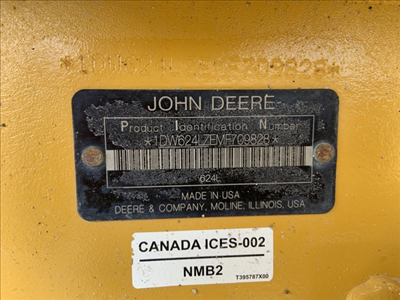 JOHN DEERE
Product Identification Number
*1DW624LZEMF709828*
624L
MADE IN USA
DEERE & COMPANY, MOLINE, ILLINOIS, USA
CANADA ICES-002
NMB2
T395787X00